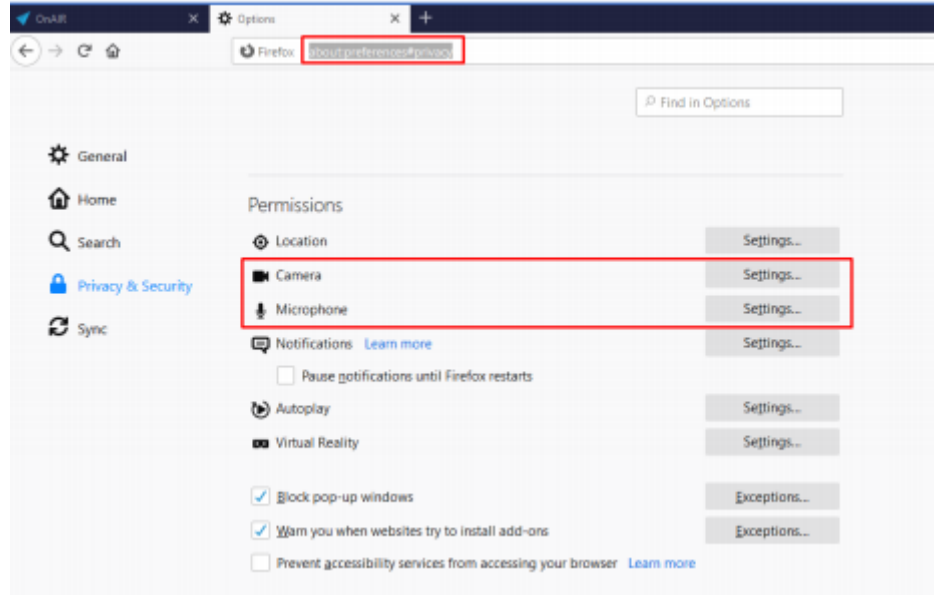 OnAIR
Options
Firefox about:preferences#privacy
Find in Options
General
Home
Search
Privacy & Security
Sync
Permissions
Location Settings...
Camera Settings...
Microphone Settings...
Notifications Learn more Settings...
Pause notifications until Firefox restarts
Autoplay Settings...
Virtual Reality Settings...
Block pop-up windows Exceptions...
Warn you when websites try to install add-ons Exceptions...
Prevent accessibility services from accessing your browser Learn more